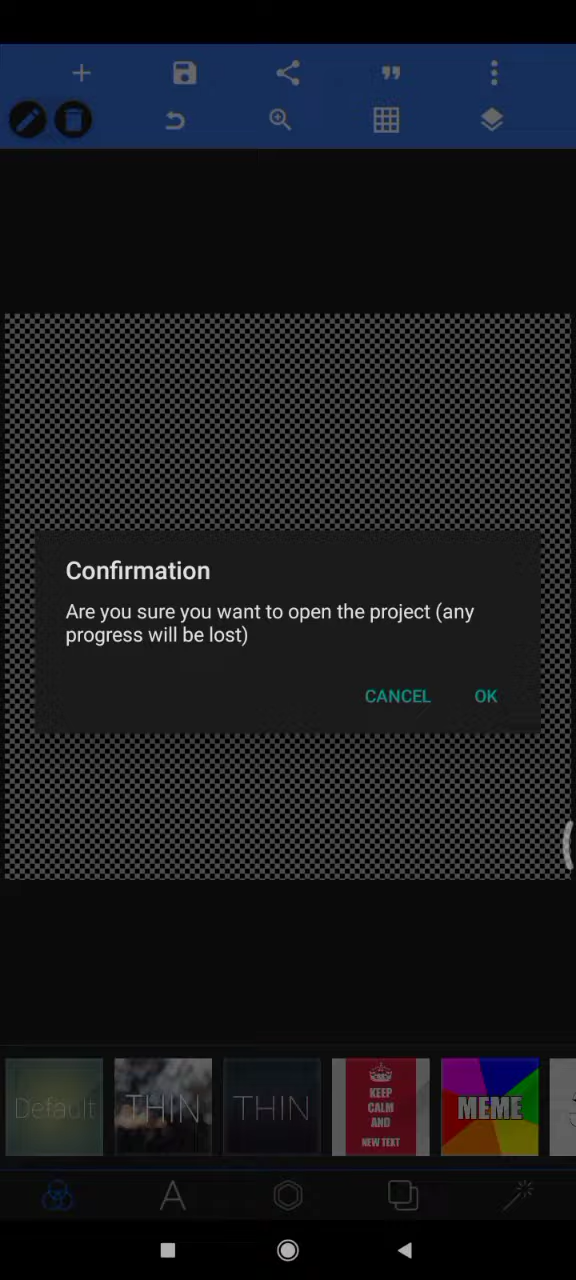 Confirmation
Are you sure you want to open the project (any
progress will be lost)
CANCEL OK
Default
THIN
THIN
KEEP
CALM
AND
NEW TEXT
MEME